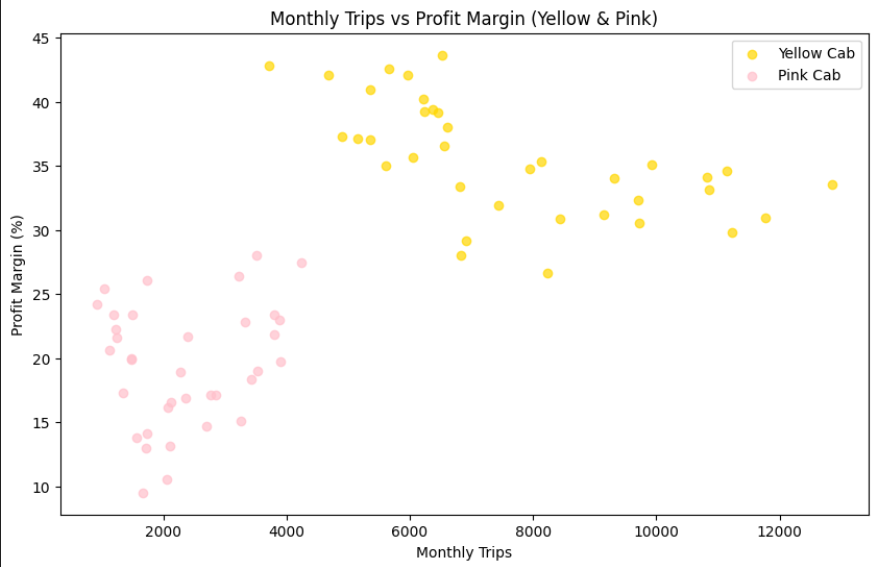 Monthly Trips vs Profit Margin (Yellow & Pink)
Yellow Cab
Pink Cab
Profit Margin (%)
45
40
35
30
25
20
15
10
2000 4000 6000 8000 10000 12000
Monthly Trips